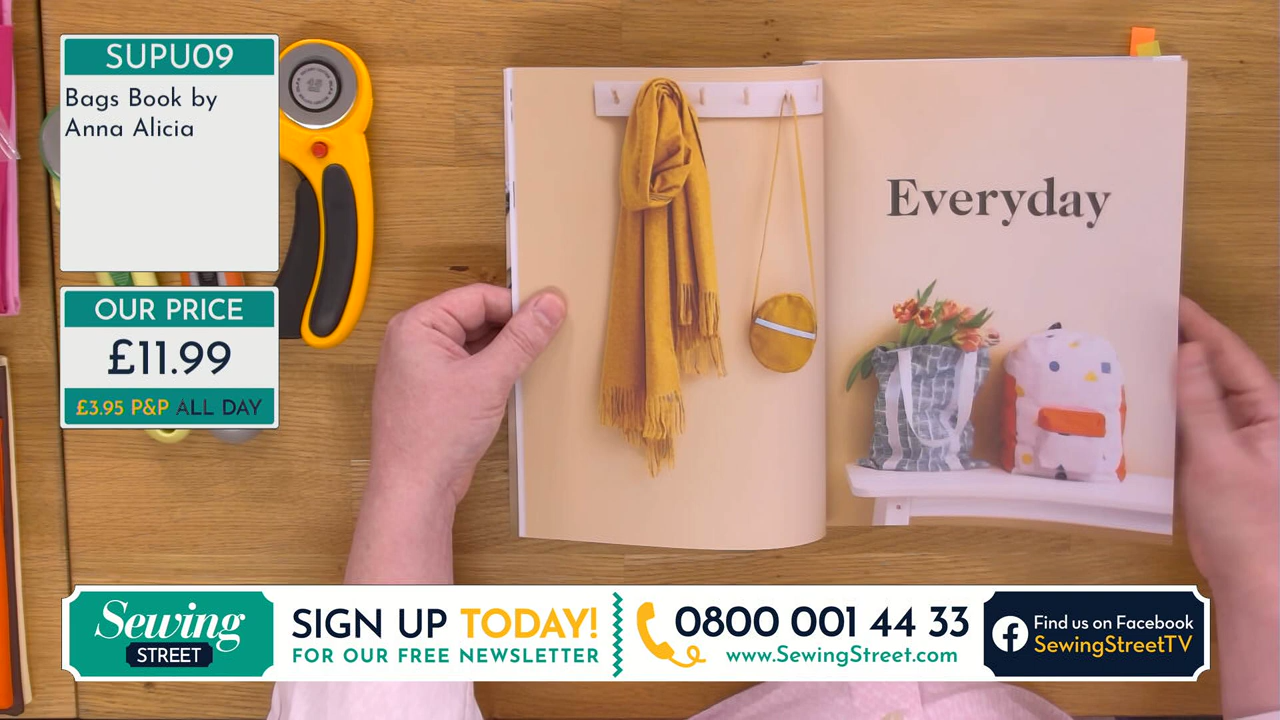 SUPU09
Bags Book by
Anna Alicia
OUR PRICE
£11.99
£3.95 P&P ALL DAY
Everyday
Sewing
STREET
SIGN UP TODAY!
FOR OUR FREE NEWSLETTER
0800 001 44 33
www.SewingStreet.com
Find us on Facebook
SewingStreetTV